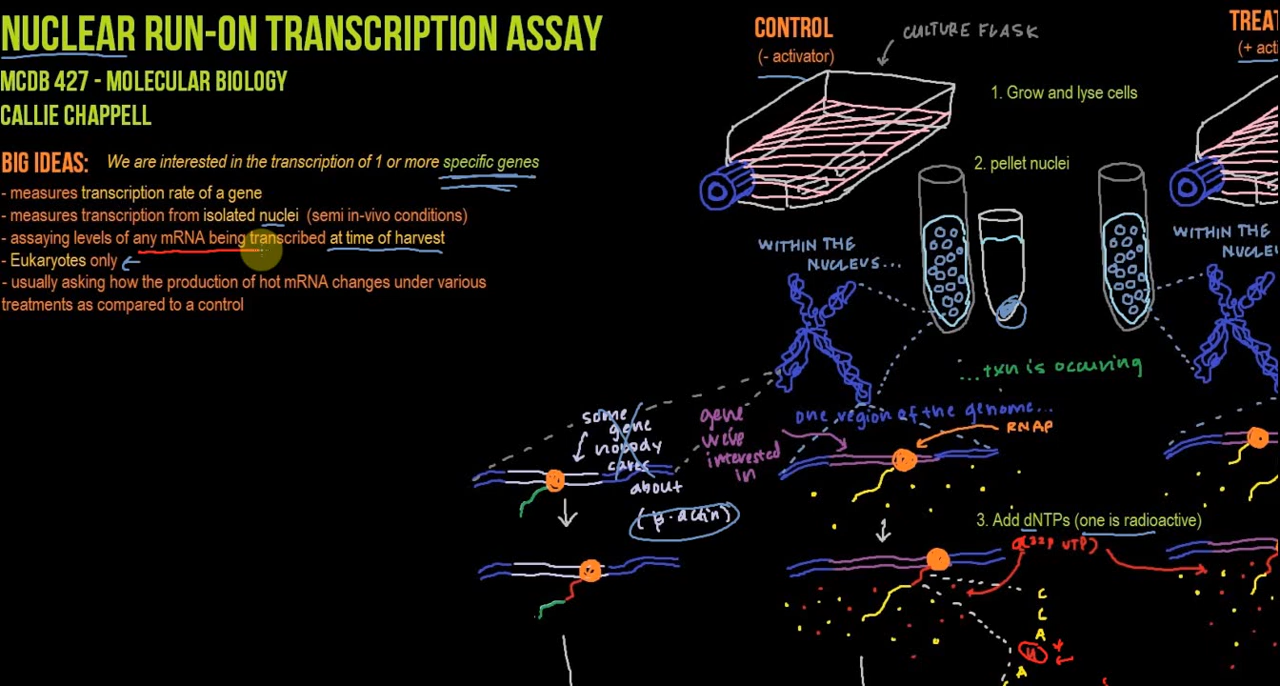 NUCLEAR RUN-ON TRANSCRIPTION ASSAY
MCDB 427 - MOLECULAR BIOLOGY
CALLIE CHAPPELL
BIG IDEAS: We are interested in the transcription of 1 or more specific genes
- measures transcription rate of a gene
- measures transcription from isolated nuclei (semi in-vivo conditions)
- assaying levels of any mRNA being transcribed at time of harvest
- Eukaryotes only
- usually asking how the production of hot mRNA changes under various
treatments as compared to a control
CONTROL
(- activator)
CULTURE FLASK
1. Grow and lyse cells
2. pellet nuclei
WITHIN THE
NUCLEUS...
...txn is occuring
one region of the genome...
RNAP
gene
we're
interested
in
some
gene
nobody
cares
about
(β-actin)
3. Add dNTPs (one is radioactive)
α(32P UTP)
C
C
A
U
A
TREA
(+ acti
WITHIN
NUCLEU